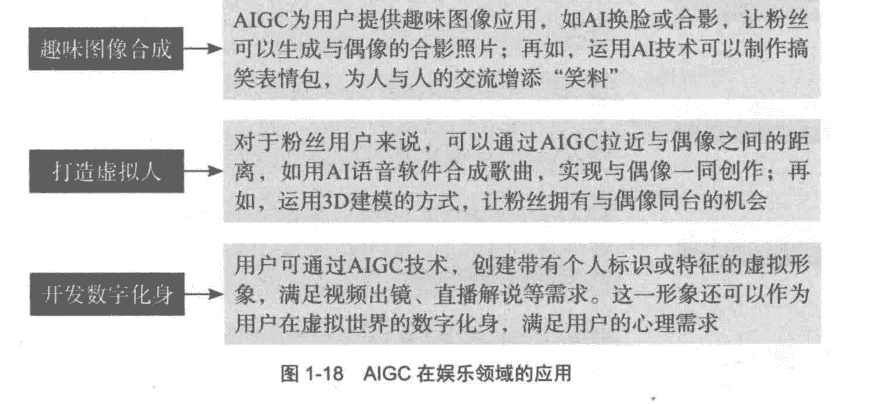 趣味图像合成
AIGC为用户提供趣味图像应用，如AI换脸或合影，让粉丝
可以生成与偶像的合影照片；再如，运用AI技术可以制作搞
笑表情包，为人与人的交流增添“笑料”
打造虚拟人
对于粉丝用户来说，可以通过AIGC拉近与偶像之间的距
离，如用AI语音软件合成歌曲，实现与偶像一同创作；再
如，运用3D建模的方式，让粉丝拥有与偶像同台的机会
开发数字化身
用户可通过AIGC技术，创建带有个人标识或特征的虚拟形
象，满足视频出镜、直播解说等需求。这一形象还可以作为
用户在虚拟世界的数字化身，满足用户的心理需求
图 1-18 AIGC 在娱乐领域的应用